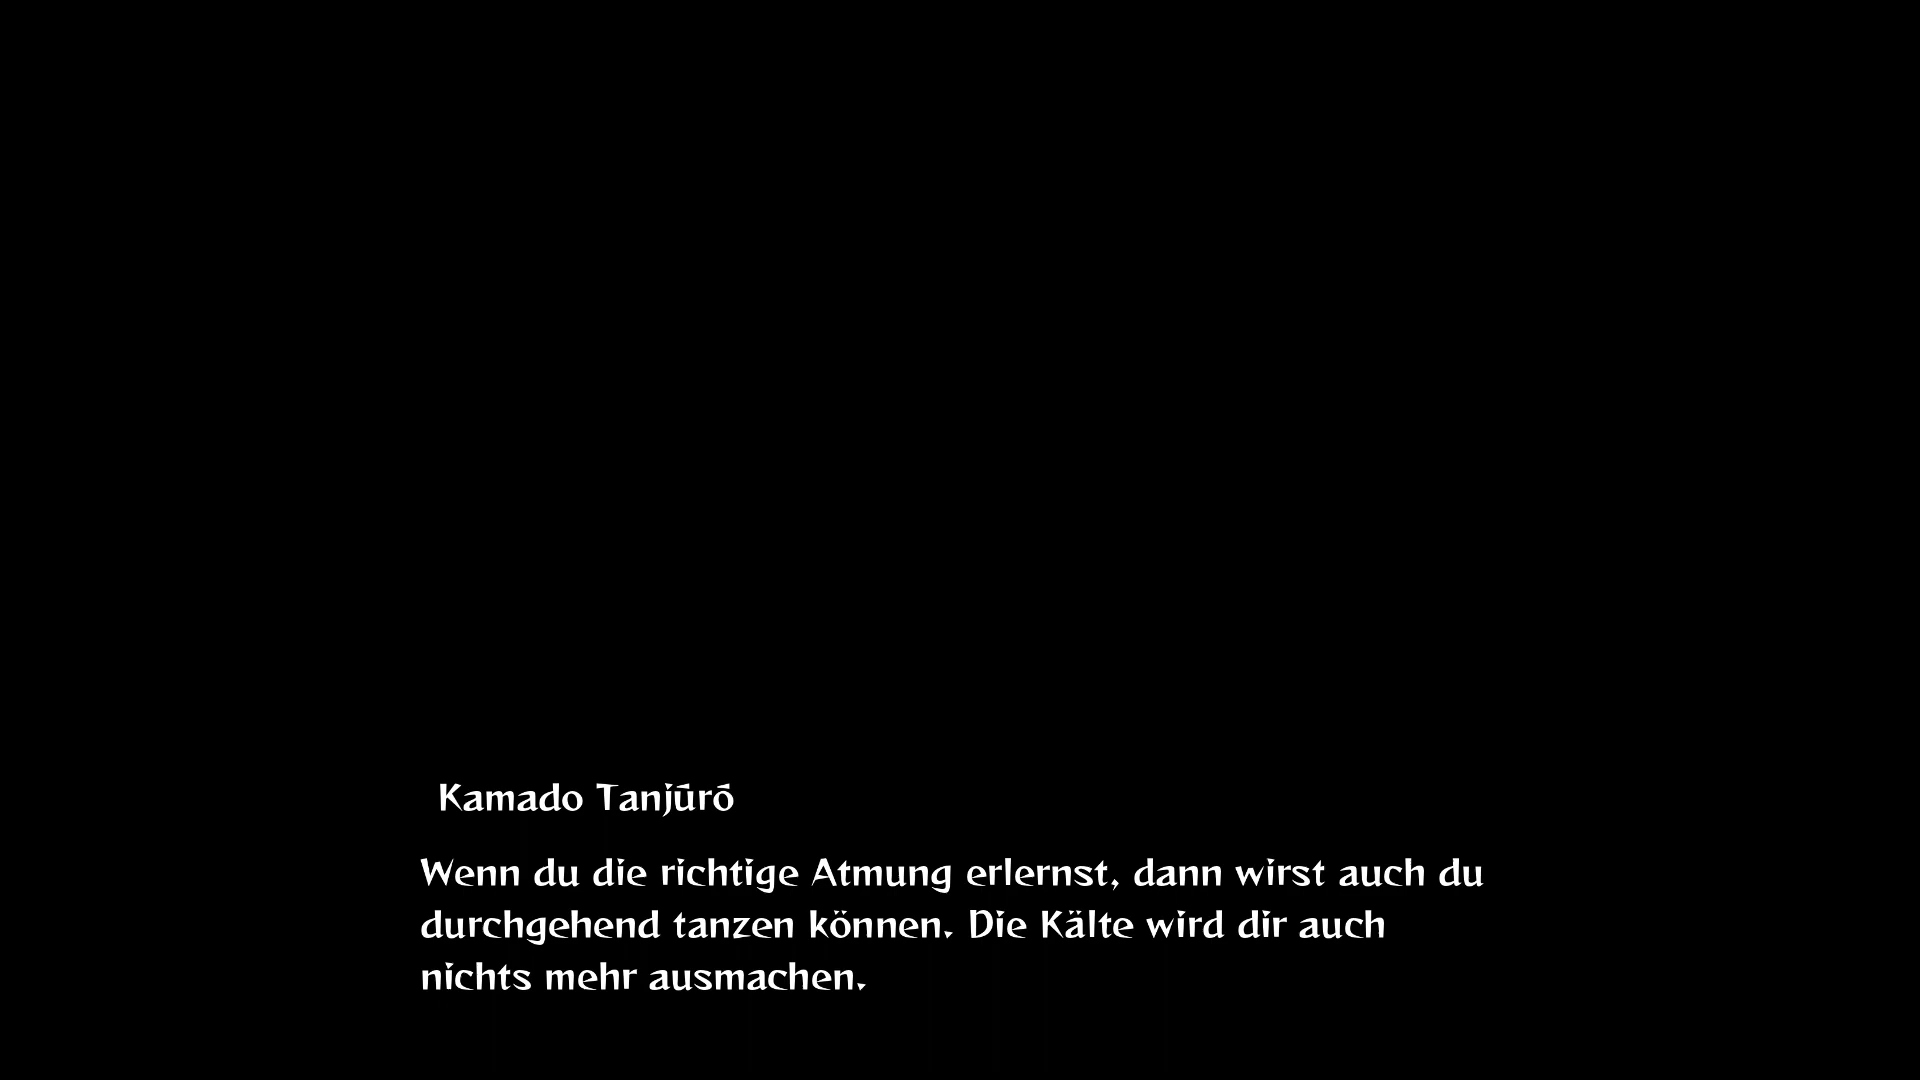 Kamado Tanjūrō
Wenn du die richtige Atmung erlernst, dann wirst auch du
durchgehend tanzen können. Die Kälte wird dir auch
nichts mehr ausmachen.